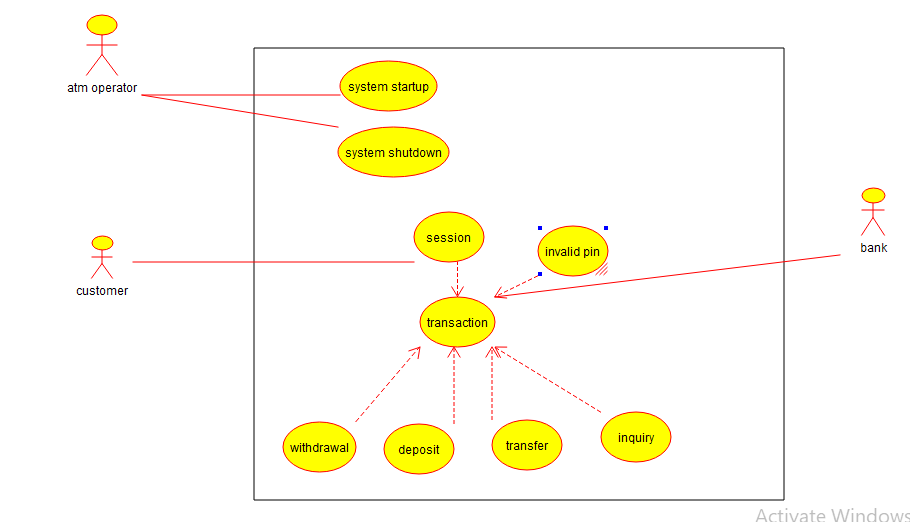 atm operator
system startup
system shutdown
session
invalid pin
bank
customer
transaction
withdrawal
deposit
transfer
inquiry
Activate Windows